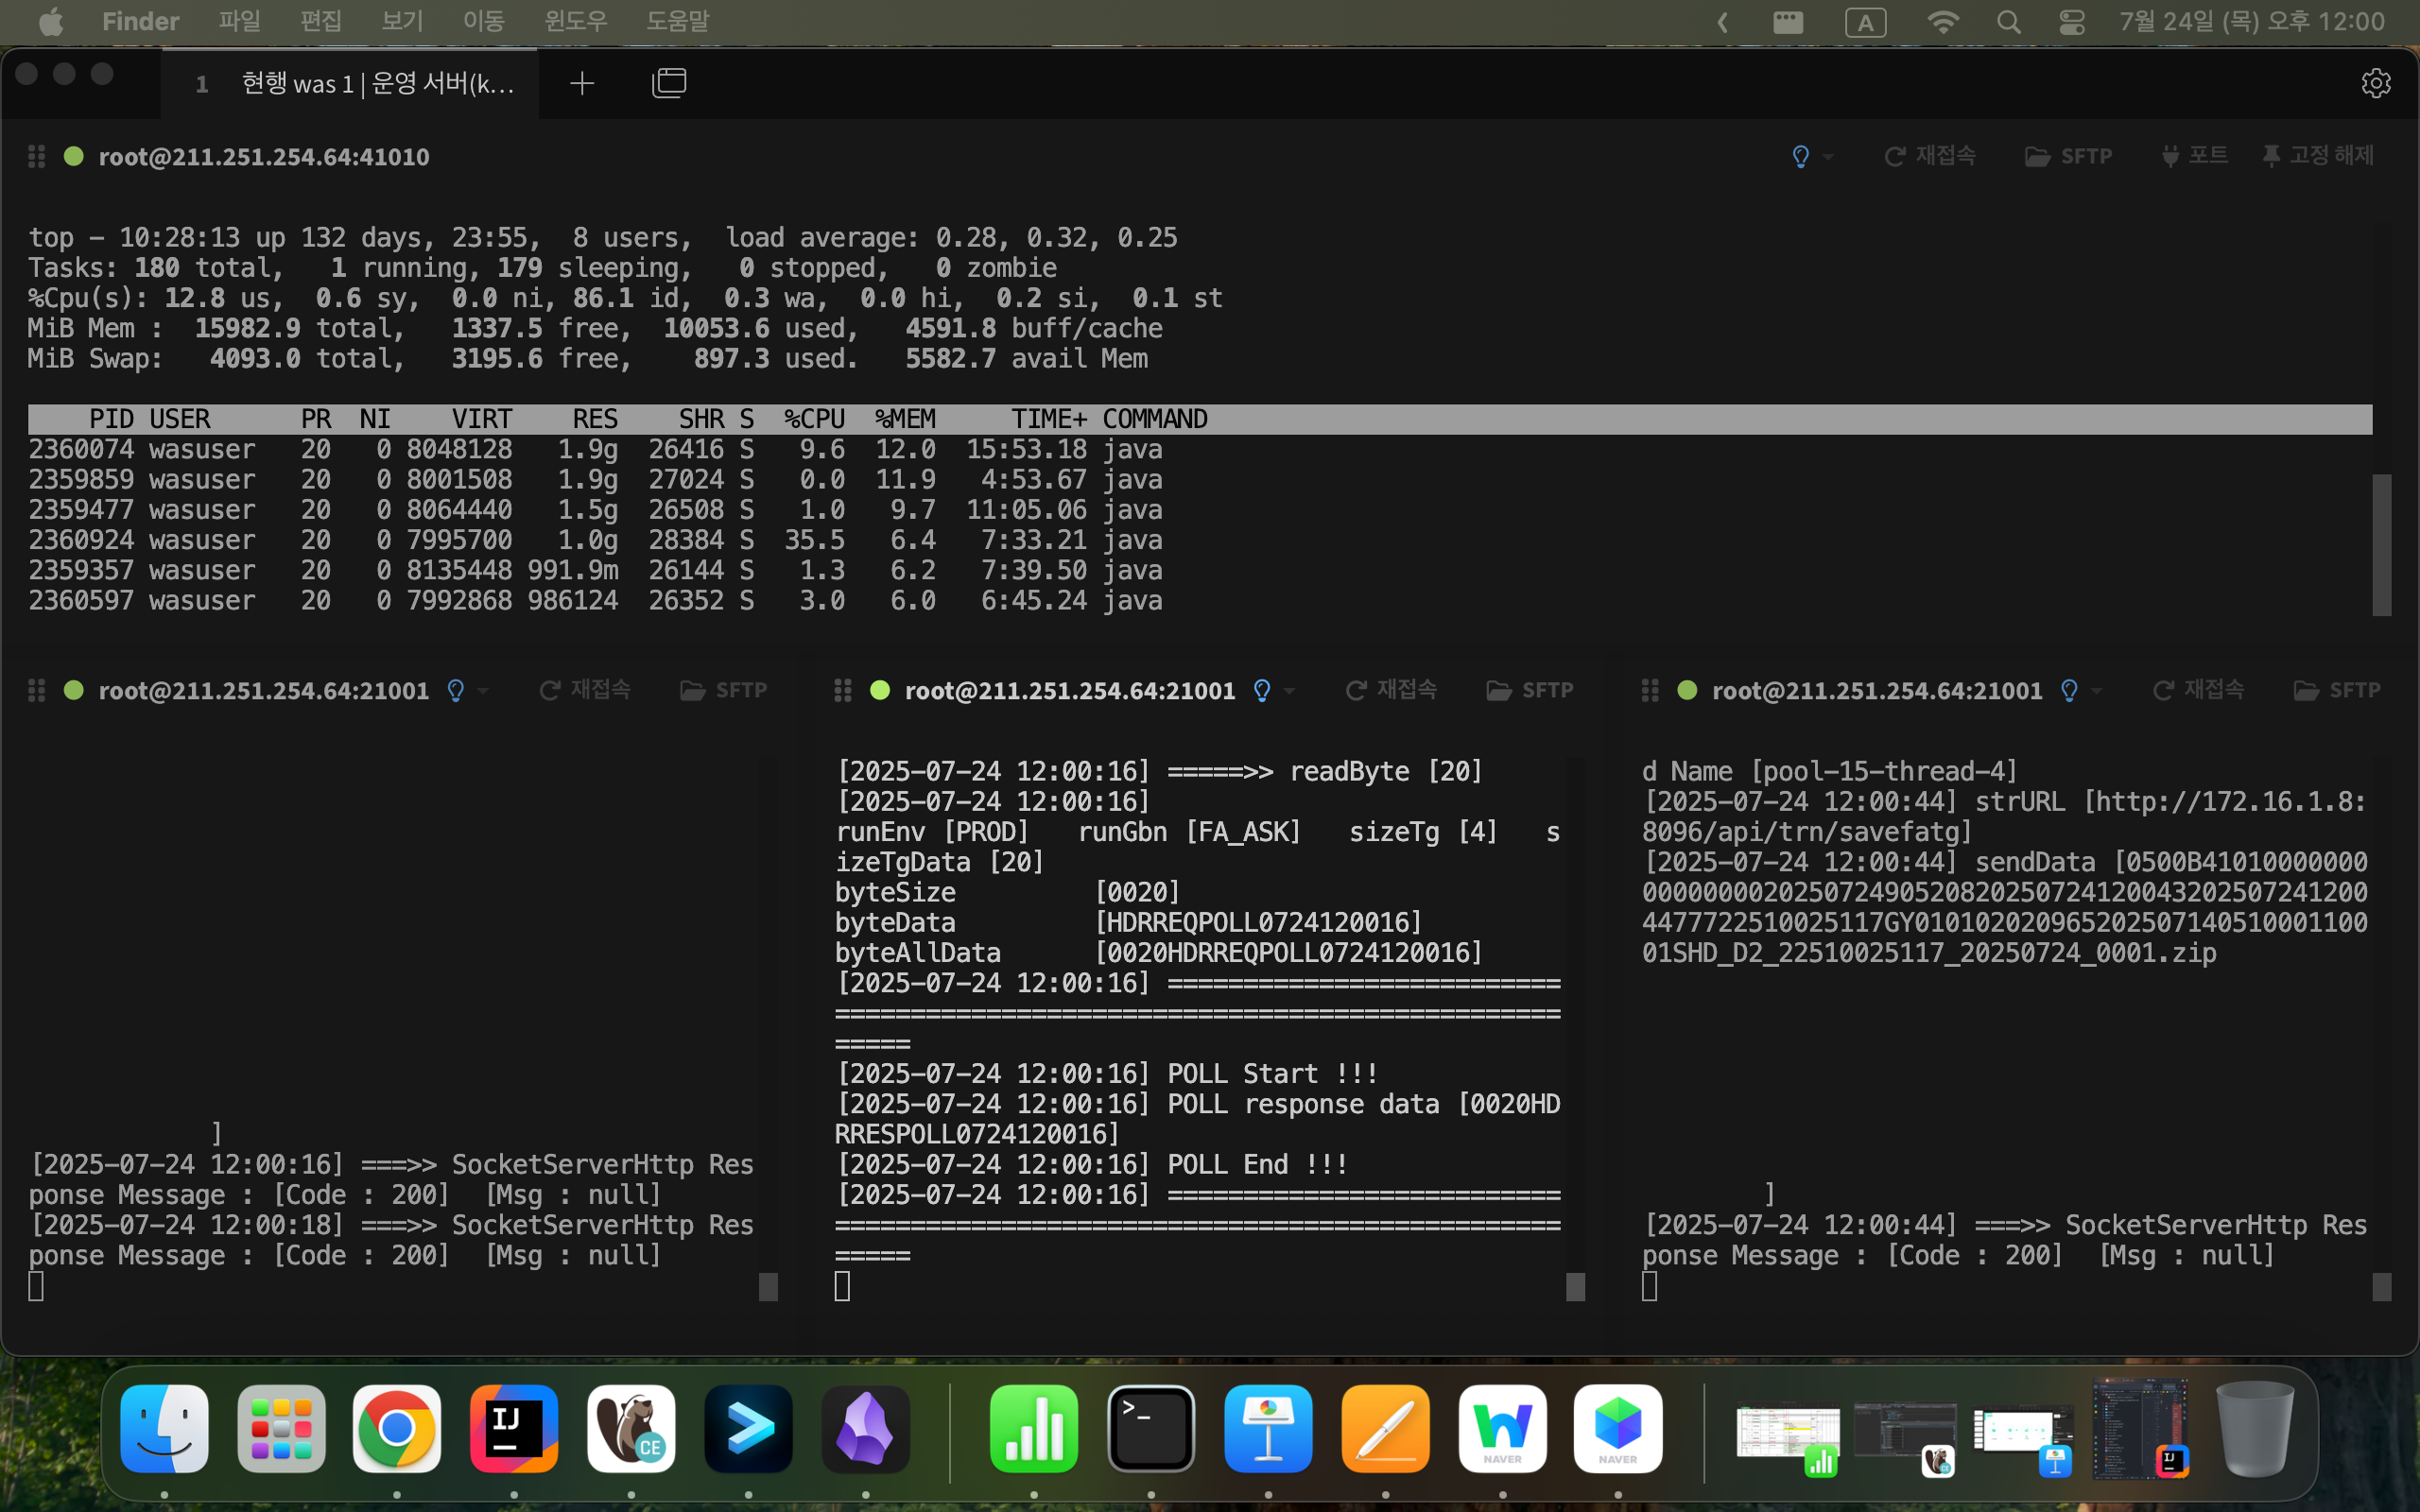 Finder 파일 편집 보기 이동 윈도우 도움말 A 7월 24일 (목) 오후 12:00
1 현행 was 1 | 운영 서버(k…
root@211.251.254.64:41010 재접속 SFTP 포트 고정 해제
top - 10:28:13 up 132 days, 23:55,  8 users,  load average: 0.28, 0.32, 0.25
Tasks: 180 total,   1 running, 179 sleeping,   0 stopped,   0 zombie
%Cpu(s): 12.8 us,  0.6 sy,  0.0 ni, 86.1 id,  0.3 wa,  0.0 hi,  0.2 si,  0.1 st
MiB Mem :  15982.9 total,   1337.5 free,  10053.6 used,   4591.8 buff/cache
MiB Swap:   4093.0 total,   3195.6 free,    897.3 used.   5582.7 avail Mem
PID USER      PR  NI    VIRT    RES    SHR S  %CPU  %MEM     TIME+ COMMAND
2360074 wasuser   20   0 8048128   1.9g  26416 S   9.6  12.0  15:53.18 java
2359859 wasuser   20   0 8001508   1.9g  27024 S   0.0  11.9   4:53.67 java
2359477 wasuser   20   0 8064440   1.5g  26508 S   1.0   9.7  11:05.06 java
2360924 wasuser   20   0 7995700   1.0g  28384 S  35.5   6.4   7:33.21 java
2359357 wasuser   20   0 8135448 991.9m  26144 S   1.3   6.2   7:39.50 java
2360597 wasuser   20   0 7992868 986124  26352 S   3.0   6.0   6:45.24 java
root@211.251.254.64:21001 재접속 SFTP
]
[2025-07-24 12:00:16] ===>> SocketServerHttp Res
ponse Message : [Code : 200]  [Msg : null]
[2025-07-24 12:00:18] ===>> SocketServerHttp Res
ponse Message : [Code : 200]  [Msg : null]
root@211.251.254.64:21001 재접속 SFTP
[2025-07-24 12:00:16] =====>> readByte [20]
[2025-07-24 12:00:16]
runEnv [PROD]   runGbn [FA_ASK]   sizeTg [4]   s
izeTgData [20]
byteSize         [0020]
byteData         [HDRREQPOLL0724120016]
byteAllData      [0020HDRREQPOLL0724120016]
[2025-07-24 12:00:16] ==========================
================================================
=====
[2025-07-24 12:00:16] POLL Start !!!
[2025-07-24 12:00:16] POLL response data [0020HD
RRESPOLL0724120016]
[2025-07-24 12:00:16] POLL End !!!
[2025-07-24 12:00:16] ==========================
================================================
=====
root@211.251.254.64:21001 재접속 SFTP
d Name [pool-15-thread-4]
[2025-07-24 12:00:44] strURL [http://172.16.1.8:
8096/api/trn/savefatg]
[2025-07-24 12:00:44] sendData [0500B41010000000
000000002025072490520820250724120043202507241200
4477722510025117GY010102020965202507140510001100
01SHD_D2_22510025117_20250724_0001.zip
]
[2025-07-24 12:00:44] ===>> SocketServerHttp Res
ponse Message : [Code : 200]  [Msg : null]
IJ
CE
>_
NAVER
NAVER
CE
IJ